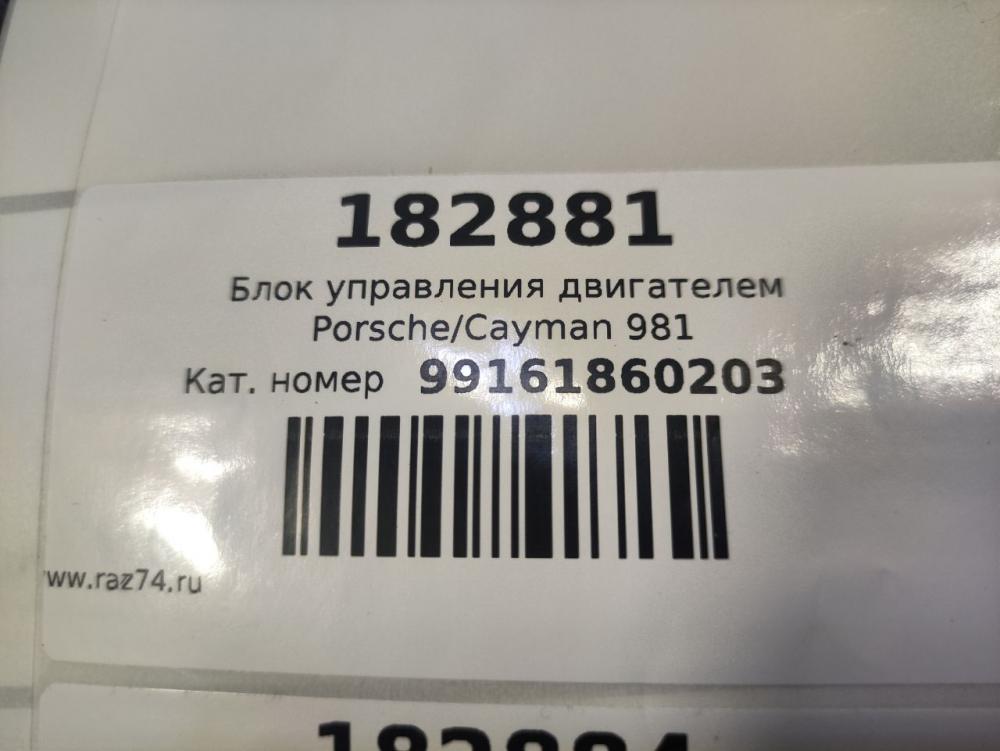 182881
Блок управления двигателем
Porsche/Cayman 981
Кат. номер 99161860203
www.raz74.ru